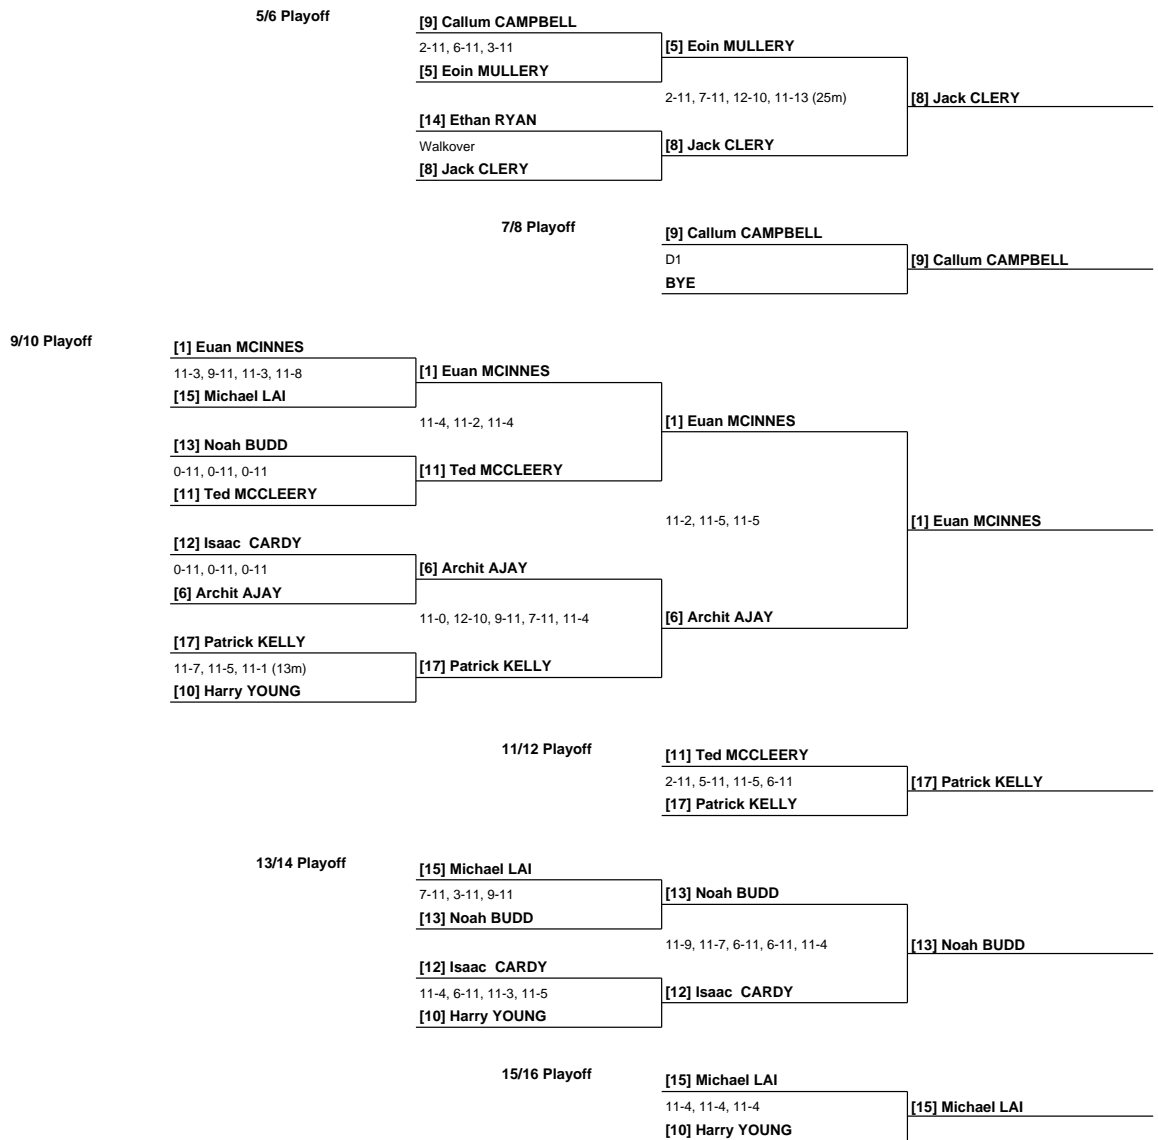 5/6 Playoff
[9] Callum CAMPBELL
2-11, 6-11, 3-11
[5] Eoin MULLERY
[5] Eoin MULLERY
2-11, 7-11, 12-10, 11-13 (25m)
[8] Jack CLERY
[14] Ethan RYAN
Walkover
[8] Jack CLERY
[8] Jack CLERY
7/8 Playoff
[9] Callum CAMPBELL
D1
[9] Callum CAMPBELL
BYE
9/10 Playoff
[1] Euan MCINNES
11-3, 9-11, 11-3, 11-8
[1] Euan MCINNES
[15] Michael LAI
11-4, 11-2, 11-4
[1] Euan MCINNES
[13] Noah BUDD
0-11, 0-11, 0-11
[11] Ted MCCLEERY
[11] Ted MCCLEERY
11-2, 11-5, 11-5
[1] Euan MCINNES
[12] Isaac  CARDY
0-11, 0-11, 0-11
[6] Archit AJAY
[6] Archit AJAY
11-0, 12-10, 9-11, 7-11, 11-4
[6] Archit AJAY
[17] Patrick KELLY
11-7, 11-5, 11-1 (13m)
[17] Patrick KELLY
[10] Harry YOUNG
11/12 Playoff
[11] Ted MCCLEERY
2-11, 5-11, 11-5, 6-11
[17] Patrick KELLY
[17] Patrick KELLY
13/14 Playoff
[15] Michael LAI
7-11, 3-11, 9-11
[13] Noah BUDD
[13] Noah BUDD
11-9, 11-7, 6-11, 6-11, 11-4
[13] Noah BUDD
[12] Isaac  CARDY
11-4, 6-11, 11-3, 11-5
[12] Isaac  CARDY
[10] Harry YOUNG
15/16 Playoff
[15] Michael LAI
11-4, 11-4, 11-4
[15] Michael LAI
[10] Harry YOUNG